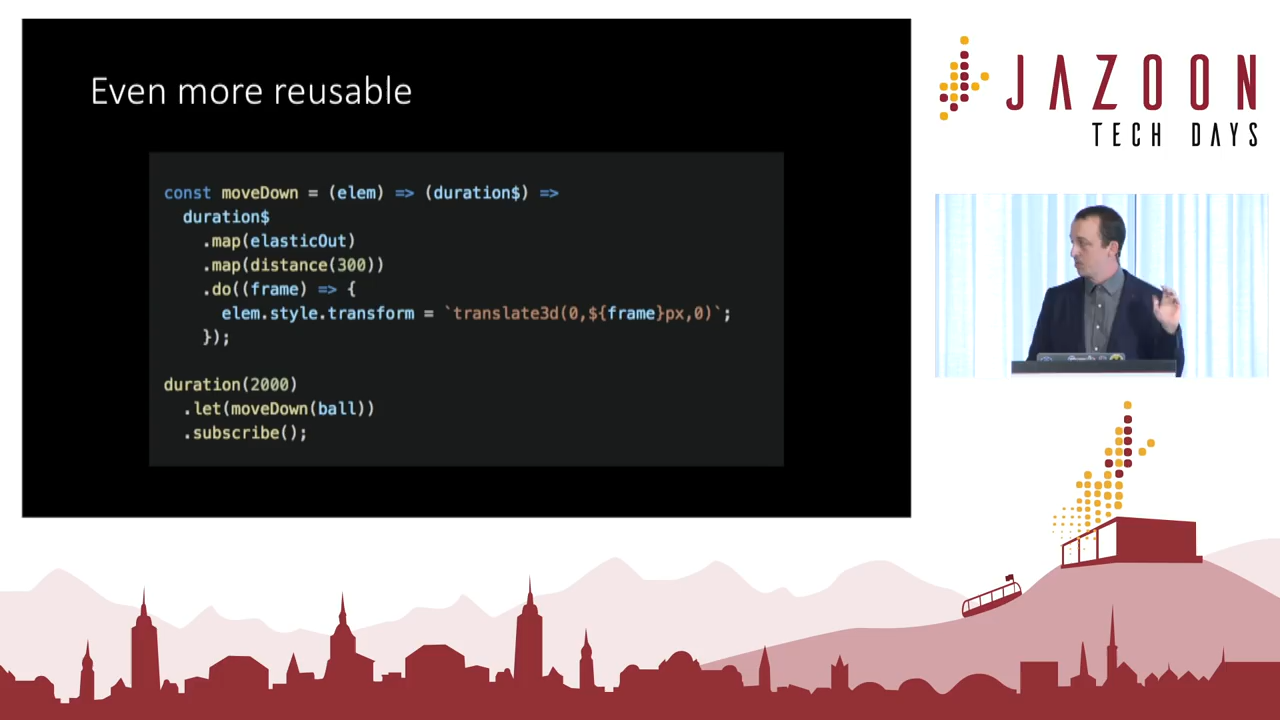 Even more reusable
const moveDown = (elem) => (duration$) =>
  duration$
    .map(elasticOut)
    .map(distance(300))
    .do((frame) => {
      elem.style.transform = `translate3d(0,${frame}px,0)`;
    });
duration(2000)
  .let(moveDown(ball))
  .subscribe();
JAZOON
TECH DAYS